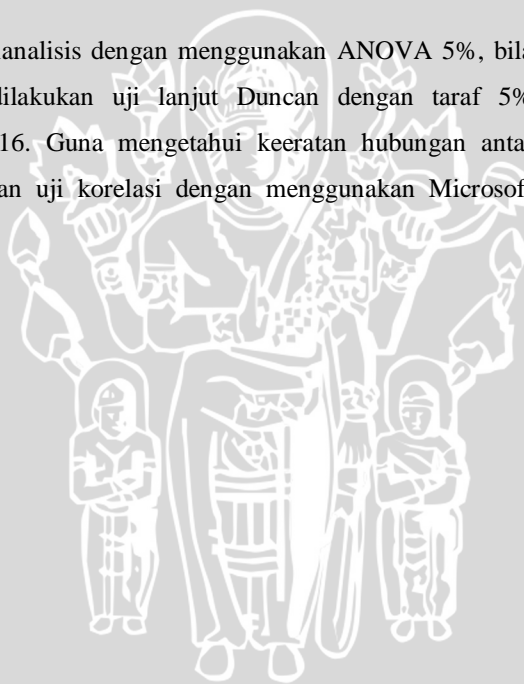 analisis dengan menggunakan ANOVA 5%, bila
dilakukan uji lanjut Duncan dengan taraf 5%
16. Guna mengetahui keeratan hubungan anta
an uji korelasi dengan menggunakan Microsof